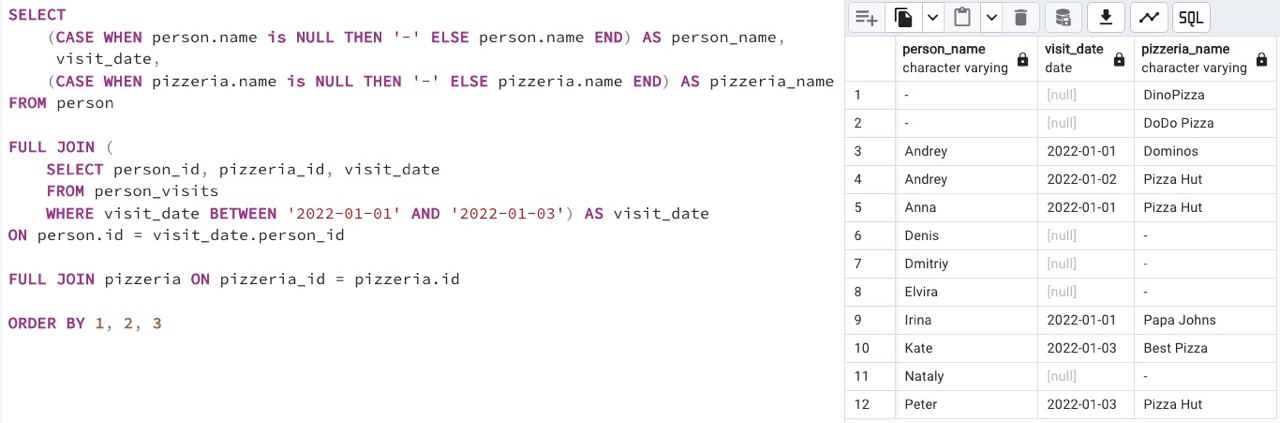 SELECT
(CASE WHEN person.name is NULL THEN '-' ELSE person.name END) AS person_name,
visit_date,
(CASE WHEN pizzeria.name is NULL THEN '-' ELSE pizzeria.name END) AS pizzeria_name
FROM person
FULL JOIN (
SELECT person_id, pizzeria_id, visit_date
FROM person_visits
WHERE visit_date BETWEEN '2022-01-01' AND '2022-01-03') AS visit_date
ON person.id = visit_date.person_id
FULL JOIN pizzeria ON pizzeria_id = pizzeria.id
ORDER BY 1, 2, 3
SQL
person_name visit_date pizzeria_name
character varying date character varying
1 - [null] DinoPizza
2 - [null] DoDo Pizza
3 Andrey 2022-01-01 Dominos
4 Andrey 2022-01-02 Pizza Hut
5 Anna 2022-01-01 Pizza Hut
6 Denis [null] -
7 Dmitriy [null] -
8 Elvira [null] -
9 Irina 2022-01-01 Papa Johns
10 Kate 2022-01-03 Best Pizza
11 Nataly [null] -
12 Peter 2022-01-03 Pizza Hut